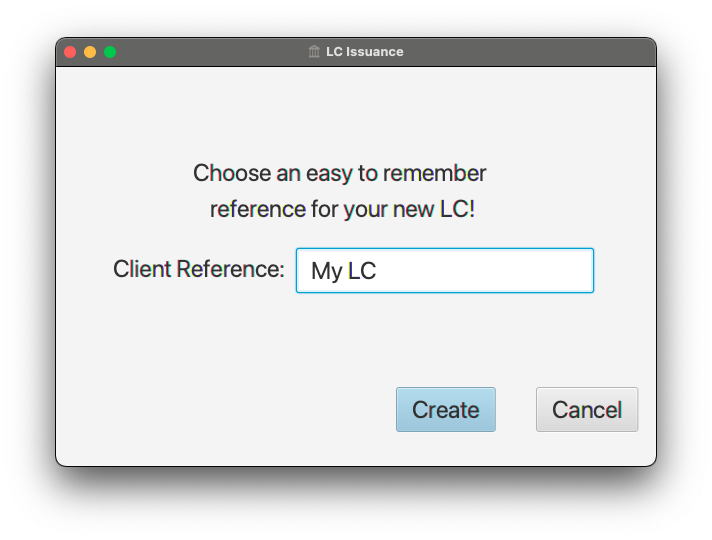 LC Issuance
Choose an easy to remember
reference for your new LC!
Client Reference: My LC
Create Cancel